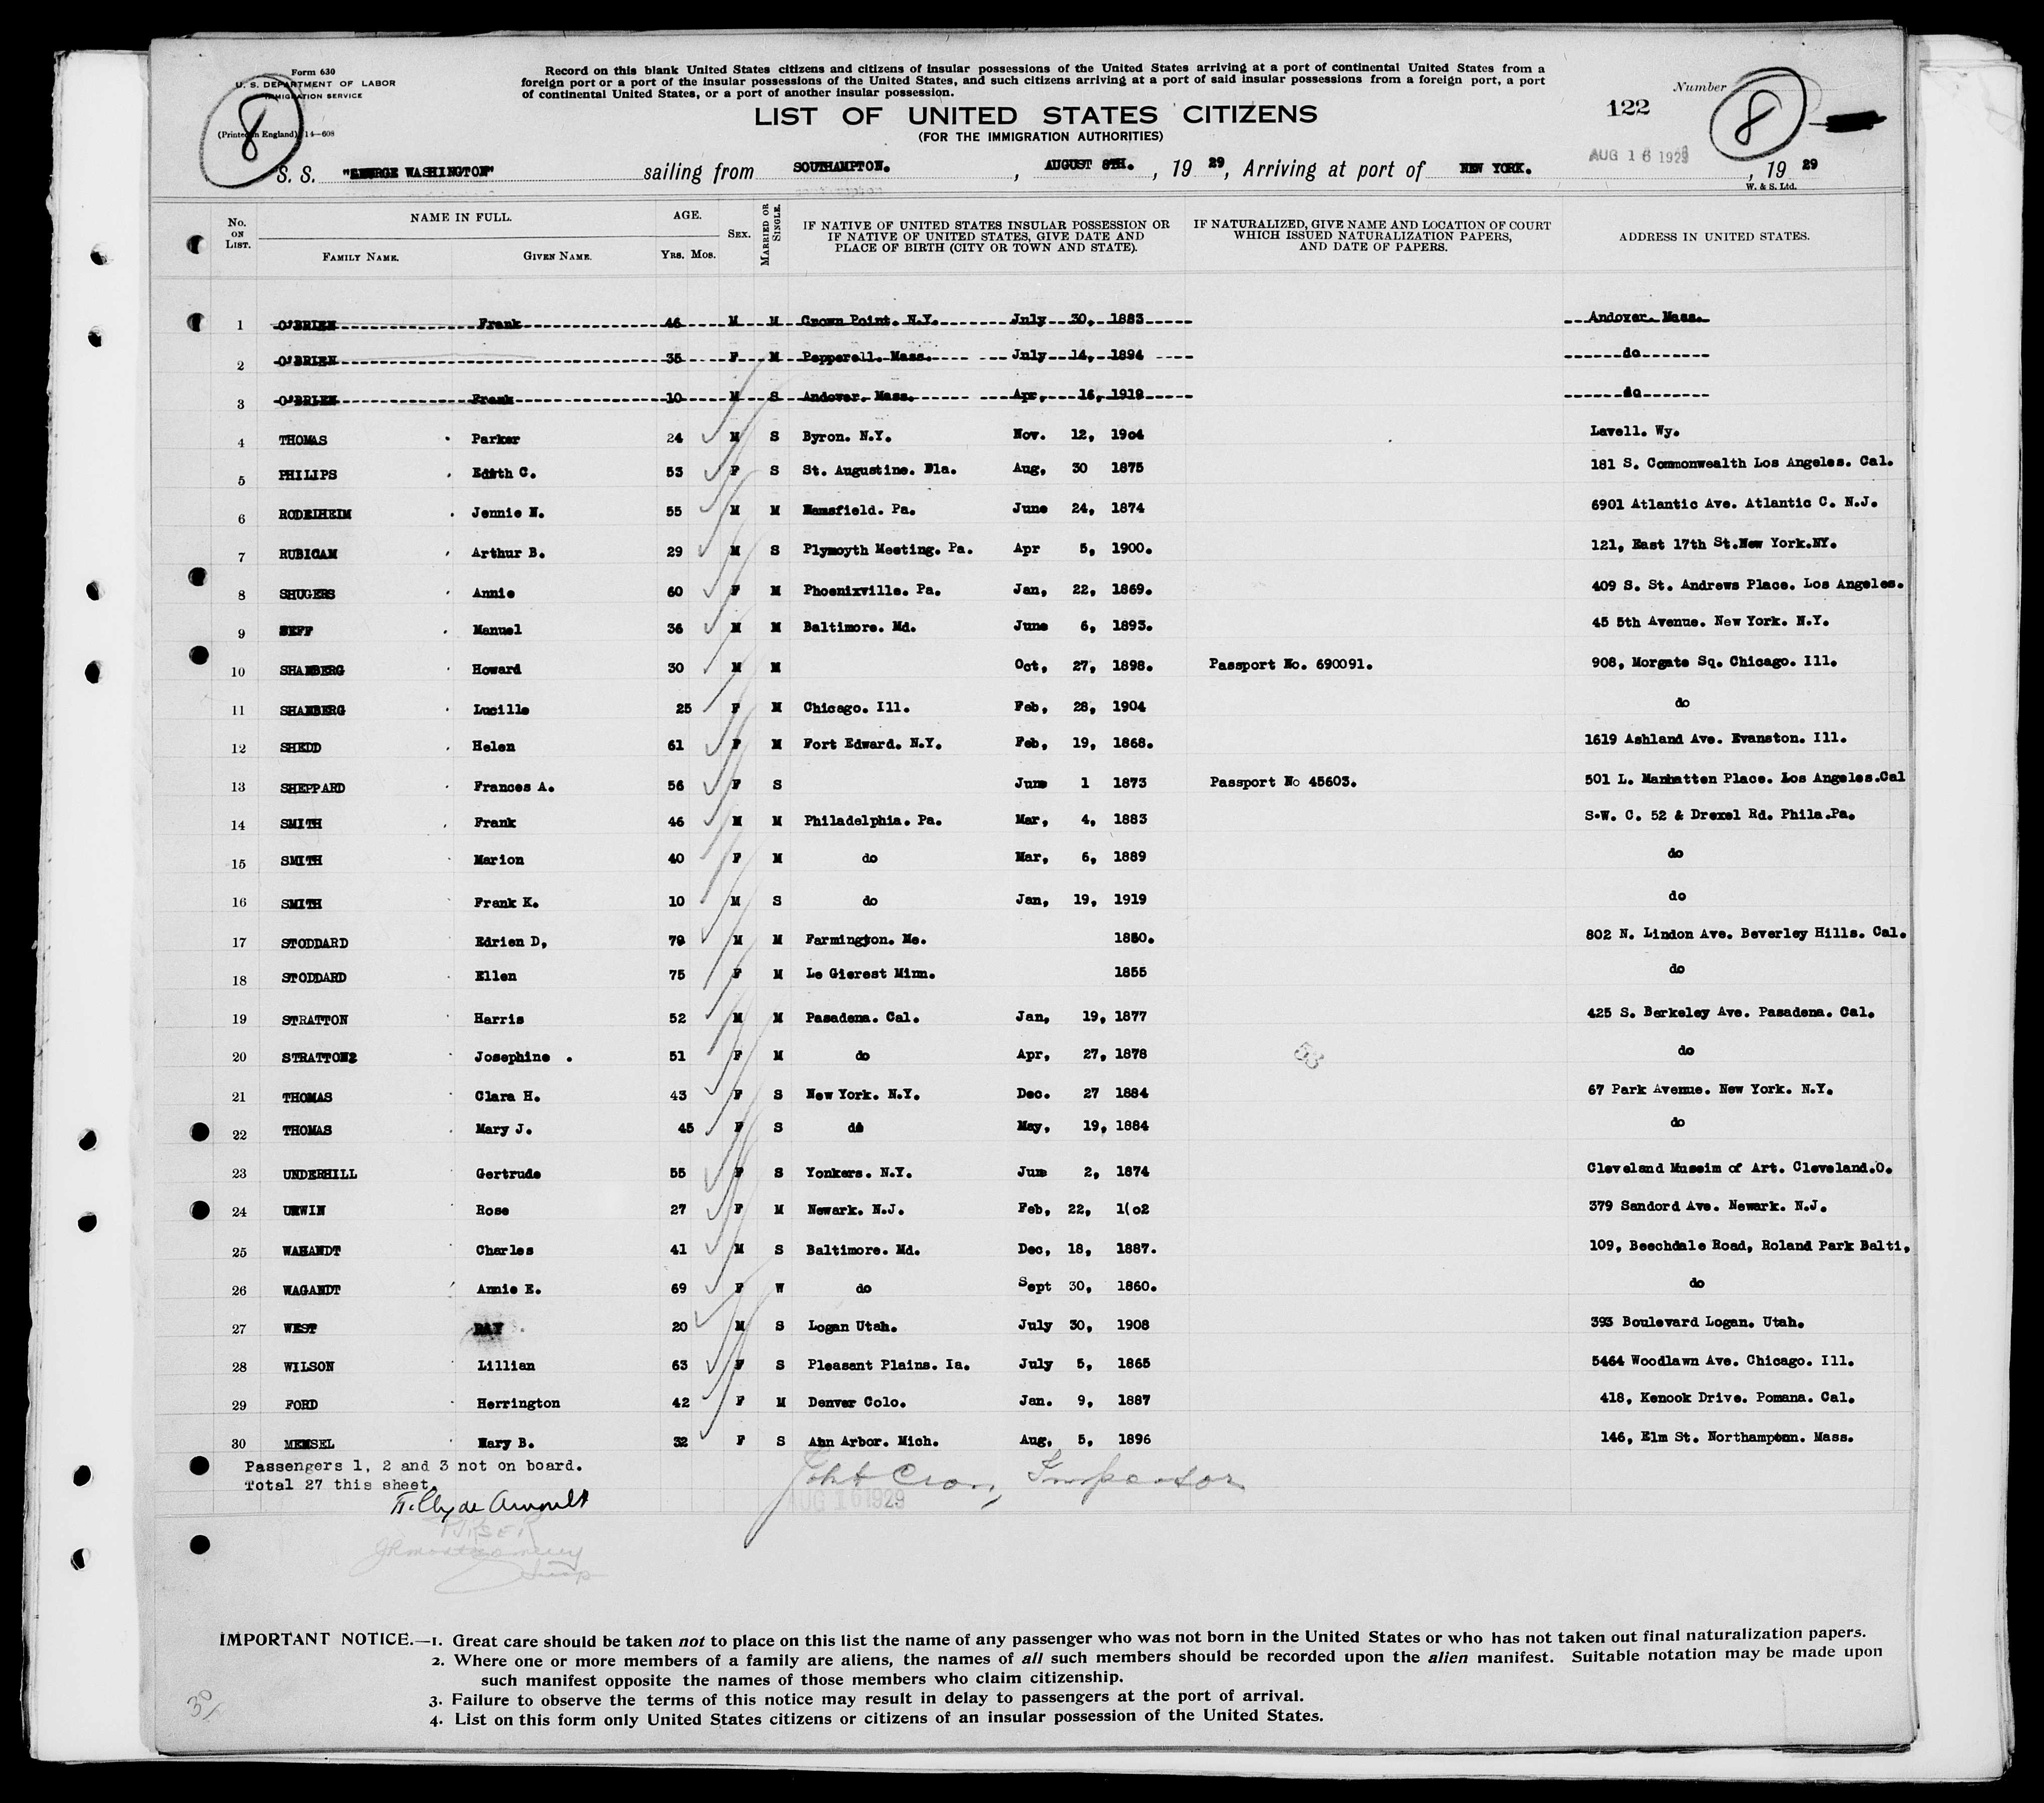 Form 630
U. S. DEPARTMENT OF LABOR
IMMIGRATION SERVICE
(Printed in England) 14—608
8
Record on this blank United States citizens and citizens of insular possessions of the United States arriving at a port of continental United States from a
foreign port or a port of the insular possessions of the United States, and such citizens arriving at a port of said insular possessions from a foreign port, a port
of continental United States, or a port of another insular possession.
LIST OF UNITED STATES CITIZENS
(FOR THE IMMIGRATION AUTHORITIES)
Number
122
8
S. S. "GEORGE WASHINGTON" sailing from SOUTHAMPTON. , AUGUST 8TH. , 19 29, Arriving at port of NEW YORK. AUG 16 1929 , 19 29
W. & S. Ltd.
No. ON LIST. NAME IN FULL. FAMILY NAME. GIVEN NAME. AGE. YRS. MOS. SEX. MARRIED OR SINGLE. IF NATIVE OF UNITED STATES INSULAR POSSESSION OR IF NATIVE OF UNITED STATES, GIVE DATE AND PLACE OF BIRTH (CITY OR TOWN AND STATE). IF NATURALIZED, GIVE NAME AND LOCATION OF COURT WHICH ISSUED NATURALIZATION PAPERS, AND DATE OF PAPERS. ADDRESS IN UNITED STATES.
1 O'BRIEN Frank 46 M M Crown Point. N.Y. July 30, 1883 Andover. Mass.
2 O'BRIEN 35 F M Pepperell. Mass. July 14, 1894 do
3 O'BRIEN Frank 10 M S Andover. Mass. Apr, 16, 1919 do
4 THOMAS Parker 24 M S Byron. N.Y. Nov. 12, 19o4 Lavell. Wy.
5 PHILIPS Edith C. 53 F S St. Augustine. Fla. Aug, 30 1875 181 S. Commonwealth Los Angeles. Cal.
6 RODEIHEIM Jennie N. 55 M M Mamsfield. Pa. June 24, 1874 6901 Atlantic Ave. Atlantic C. N.J.
7 RUBICAM Arthur B. 29 M S Plymoyth Meeting. Pa. Apr 5, 1900. 121, East 17th St.New York.NY.
8 SHUGERS Annie 60 F M Phoenixville. Pa. Jan, 22, 1869. 409 S. St. Andrews Place. Los Angeles.
9 NEFF Manuel 36 M M Baltimore. Md. June 6, 1893. 45 5th Avenue. New York. N.Y.
10 SHAMBERG Howard 30 M M Oct, 27, 1898. Passport No. 690091. 908, Morgate Sq. Chicago. Ill.
11 SHAMBERG Lucille 25 F M Chicago. Ill. Feb, 28, 1904 do
12 SHEDD Helen 61 F M Fort Edward. N.Y. Feb, 19, 1868. 1619 Ashland Ave. Evanston. Ill.
13 SHEPPARD Frances A. 56 F S June 1 1873 Passport No 45603. 501 L. Manhatten Place. Los Angeles.Cal
14 SMITH Frank 46 M M Philadelphia. Pa. Mar, 4, 1883 S.W. C. 52 & Drexel Rd. Phila.Pa.
15 SMITH Marion 40 F M do Mar, 6, 1889 do
16 SMITH Frank K. 10 M S do Jan, 19, 1919 do
17 STODDARD Edrien D, 79 M M Farmington. Me. 1850. 802 N. Lindon Ave. Beverley Hills. Cal.
18 STODDARD Ellen 75 F M Le Gierest Minn. 1855 do
19 STRATTON Harris 52 M M Pasadena. Cal. Jan, 19, 1877 425 S. Berkeley Ave. Pasadena. Cal.
20 STRATTON Josephine . 51 F M do Apr, 27, 1878 do
21 THOMAS Clara H. 43 F S New York. N.Y. Dec. 27 1884 67 Park Avenue. New York. N.Y.
22 THOMAS Mary J. 45 F S do May, 19, 1884 do
23 UNDERHILL Gertrude 55 F S Yonkers. N.Y. Jun 2, 1874 Cleveland Museim of Art. Cleveland.O.
24 URWIN Rose 27 F M Newark. N.J. Feb, 22, 1(o2 379 Sandord Ave. Newark. N.J.
25 WAHANDT Charles 41 M S Baltimore. Md. Dec, 18, 1887. 109, Beechdale Road, Roland Park Balti,
26 WAGANDT Annie E. 69 F W do Sept 30, 1860. do
27 WEST RAY 20 M S Logan Utah. July 30, 1908 393 Boulevard Logan. Utah.
28 WILSON Lillian 63 F S Pleasant Plains. Ia. July 5, 1865 5464 Woodlawn Ave. Chicago. Ill.
29 FORD Herrington 42 F M Denver Colo. Jan. 9, 1887 418, Kenook Drive. Pomana. Cal.
30 MENSEL Mary B. 32 F S Ann Arbor. Mich. Aug, 5, 1896 146, Elm St. Northampton. Mass.
Passengers 1, 2 and 3 not on board.
Total 27 this sheet.
Inspector
AUG 16 1929
PURSER
IMPORTANT NOTICE.—1. Great care should be taken not to place on this list the name of any passenger who was not born in the United States or who has not taken out final naturalization papers.
2. Where one or more members of a family are aliens, the names of all such members should be recorded upon the alien manifest. Suitable notation may be made upon
such manifest opposite the names of those members who claim citizenship.
3. Failure to observe the terms of this notice may result in delay to passengers at the port of arrival.
4. List on this form only United States citizens or citizens of an insular possession of the United States.
30